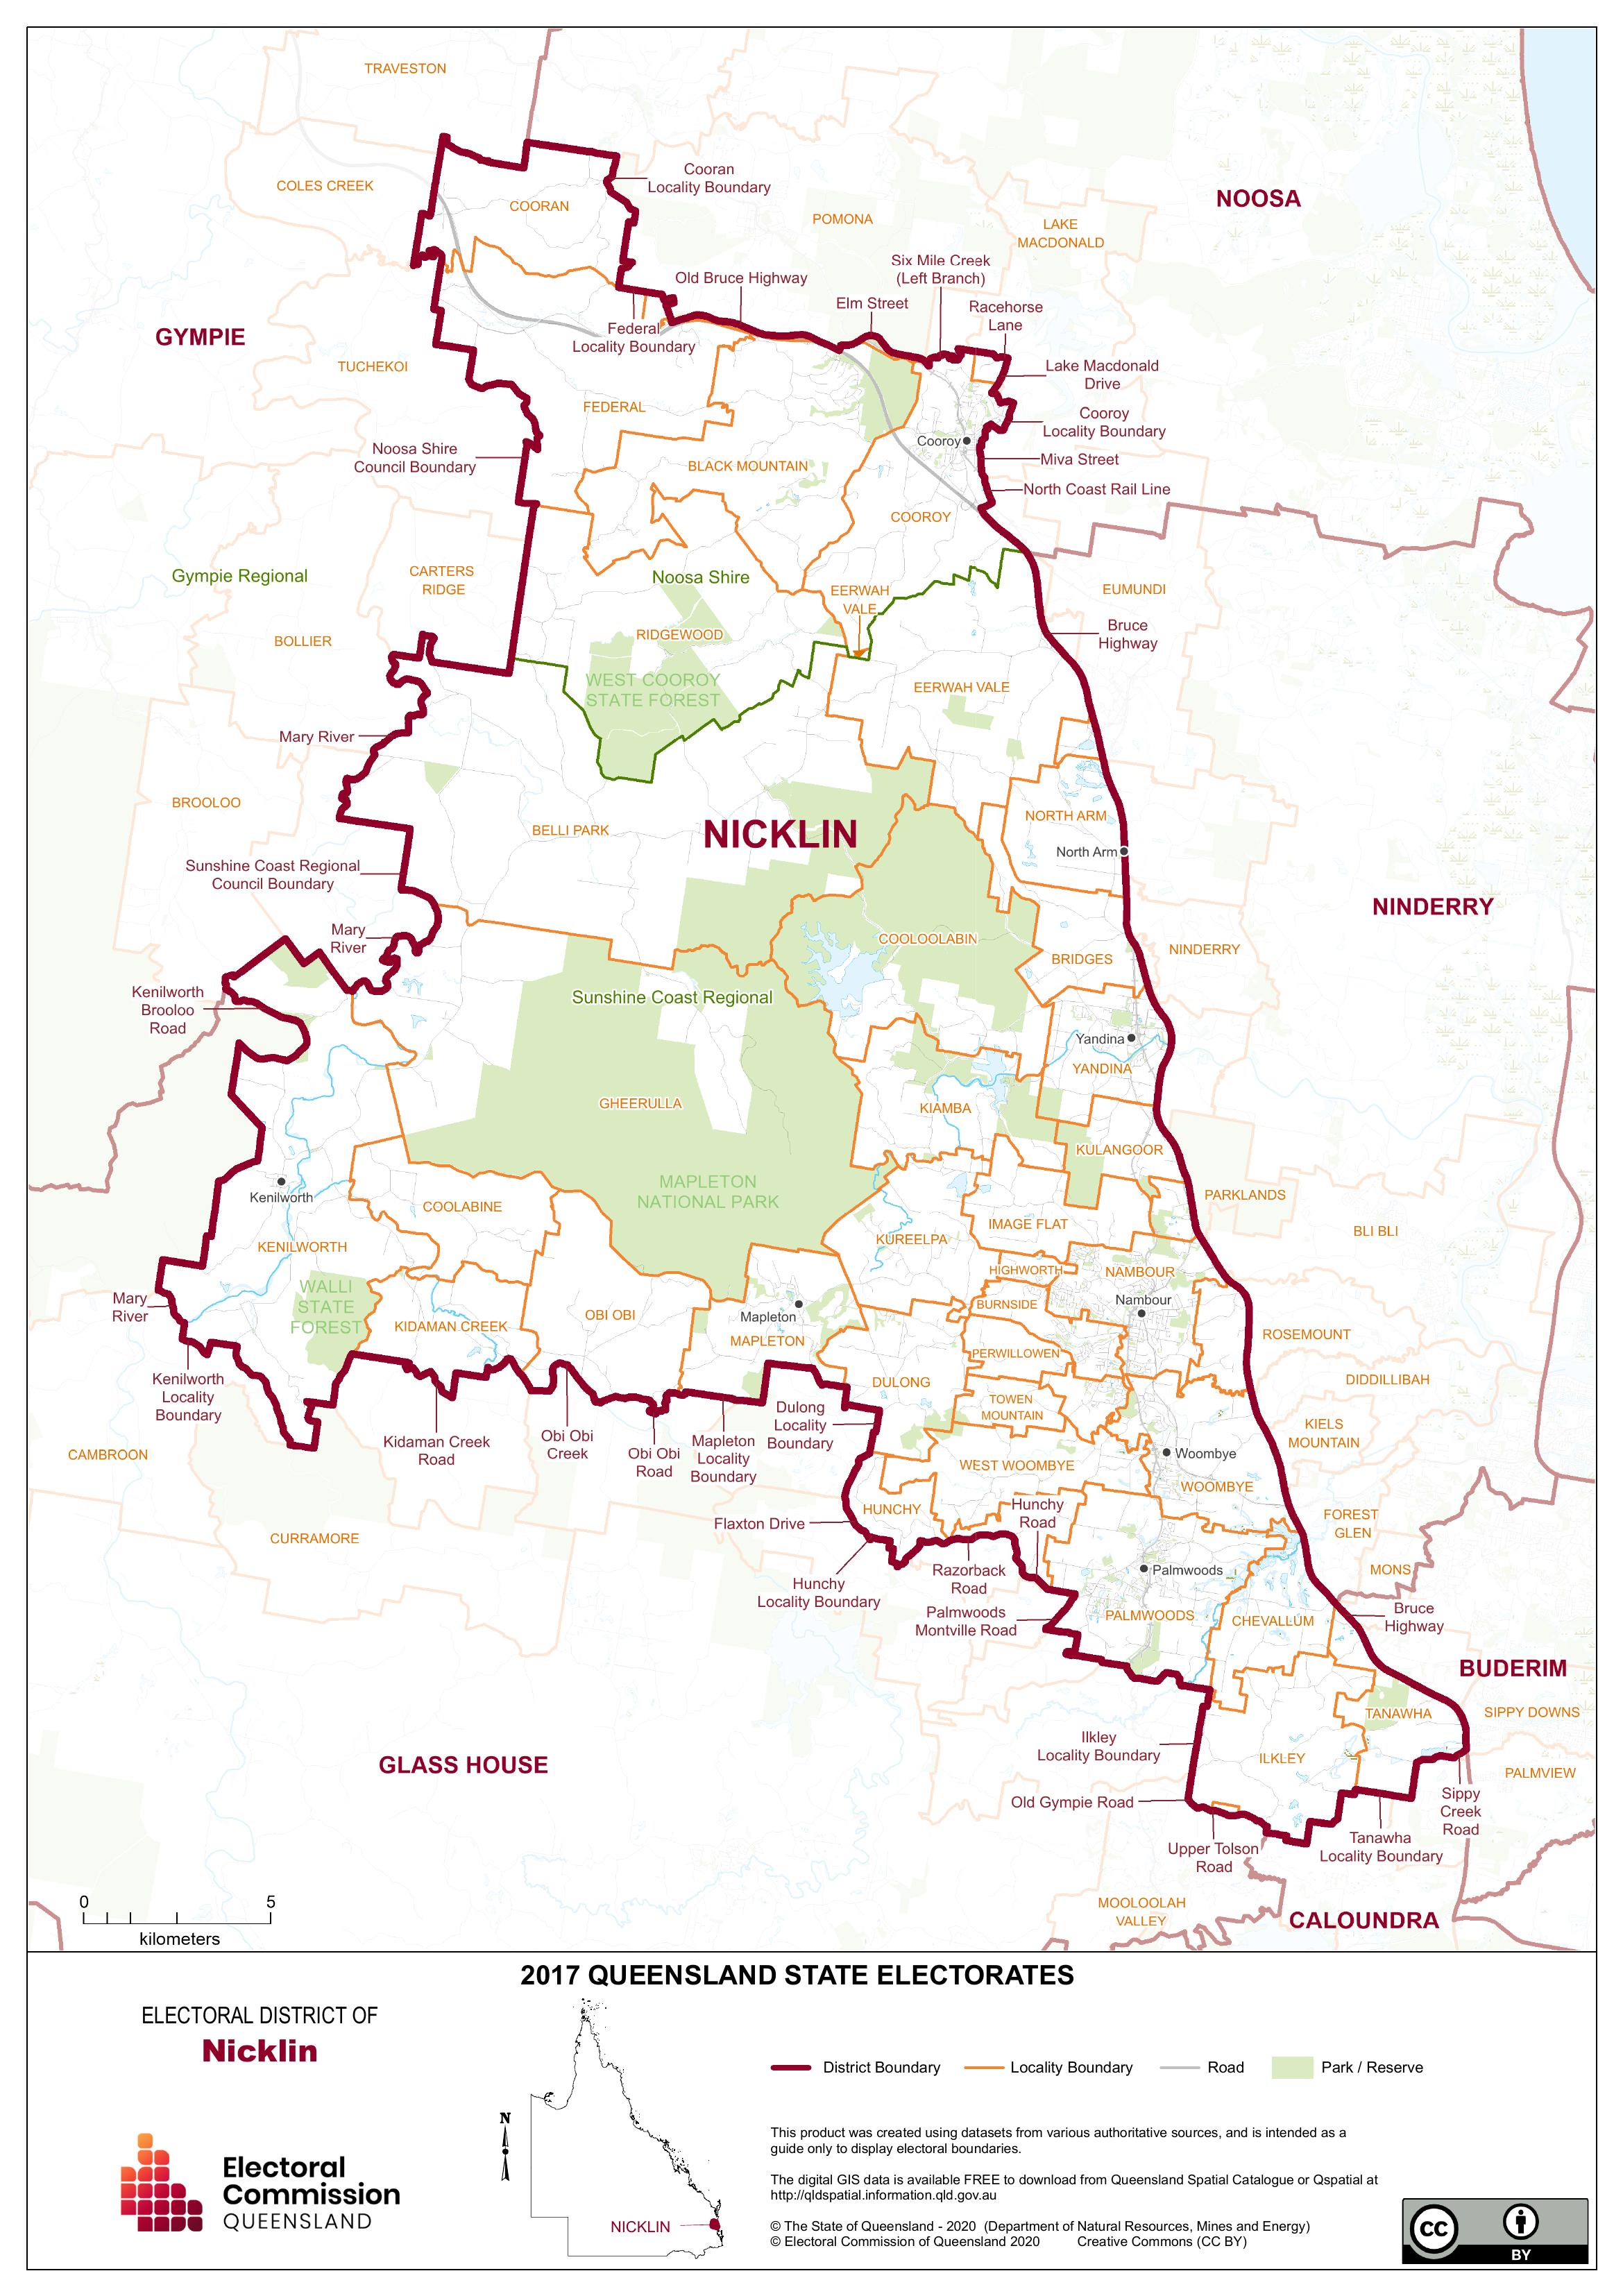 TRAVESTON
COLES CREEK
COORAN
Cooran
Locality Boundary
POMONA
LAKE
MACDONALD
NOOSA
Six Mile Creek
(Left Branch)
Old Bruce Highway
Elm Street
Racehorse
Lane
GYMPIE
Federal
Locality Boundary
TUCHEKOI
Lake Macdonald
Drive
FEDERAL
Cooroy
Locality Boundary
Cooroy
Noosa Shire
Council Boundary
BLACK MOUNTAIN
Miva Street
North Coast Rail Line
COOROY
Gympie Regional
CARTERS
RIDGE
Noosa Shire
EERWAH
VALE
EUMUNDI
BOLLIER
RIDGEWOOD
Bruce
Highway
WEST COOROY
STATE FOREST
EERWAH VALE
Mary River
BROOLOO
BELLI PARK
NICKLIN
NORTH ARM
North Arm
Sunshine Coast Regional
Council Boundary
NINDERRY
Mary
River
COOLOOLABIN
BRIDGES
NINDERRY
Kenilworth
Brooloo
Road
Sunshine Coast Regional
Yandina
YANDINA
GHEERULLA
KIAMBA
KULANGOOR
MAPLETON
NATIONAL PARK
Kenilworth
COOLABINE
PARKLANDS
IMAGE FLAT
BLI BLI
KENILWORTH
KUREELPA
HIGHWORTH
NAMBOUR
WALLI
STATE
FOREST
Mary
River
BURNSIDE
Nambour
OBI OBI
Mapleton
KIDAMAN CREEK
MAPLETON
ROSEMOUNT
PERWILLOWEN
Kenilworth
Locality
Boundary
DULONG
DIDDILLIBAH
TOWEN
MOUNTAIN
Dulong
Locality
Boundary
KIELS
MOUNTAIN
Kidaman Creek
Road
Obi Obi
Creek
Obi Obi
Road
Mapleton
Locality
Boundary
CAMBROON
Woombye
WEST WOOMBYE
WOOMBYE
HUNCHY
Hunchy
Road
Flaxton Drive
FOREST
GLEN
CURRAMORE
Razorback
Road
Palmwoods
MONS
Hunchy
Locality Boundary
Palmwoods
Montville Road
PALMWOODS
CHEVALLUM
Bruce
Highway
BUDERIM
TANAWHA
SIPPY DOWNS
Ilkley
Locality Boundary
ILKLEY
GLASS HOUSE
PALMVIEW
Old Gympie Road
Sippy
Creek
Road
Upper Tolson
Road
Tanawha
Locality Boundary
MOOLOOLAH
VALLEY
CALOUNDRA
0 5
kilometers
2017 QUEENSLAND STATE ELECTORATES
ELECTORAL DISTRICT OF
Nicklin
District Boundary Locality Boundary Road Park / Reserve
N
This product was created using datasets from various authoritative sources, and is intended as a
guide only to display electoral boundaries.
The digital GIS data is available FREE to download from Queensland Spatial Catalogue or Qspatial at
http://qldspatial.information.qld.gov.au
Electoral
Commission
QUEENSLAND
NICKLIN
© The State of Queensland - 2020 (Department of Natural Resources, Mines and Energy)
© Electoral Commission of Queensland 2020 Creative Commons (CC BY)
CC
BY